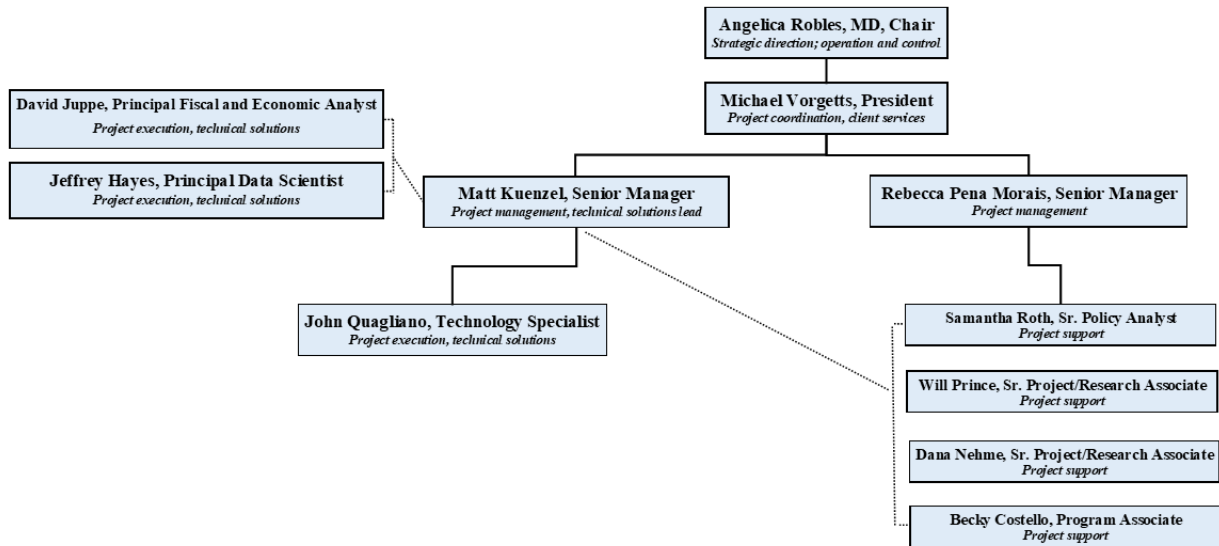 Angelica Robles, MD, Chair
Strategic direction; operation and control
Michael Vorgetts, President
Project coordination, client services
David Juppe, Principal Fiscal and Economic Analyst
Project execution, technical solutions
Jeffrey Hayes, Principal Data Scientist
Project execution, technical solutions
Matt Kuenzel, Senior Manager
Project management, technical solutions lead
Rebecca Pena Morais, Senior Manager
Project management
John Quagliano, Technology Specialist
Project execution, technical solutions
Samantha Roth, Sr. Policy Analyst
Project support
Will Prince, Sr. Project/Research Associate
Project support
Dana Nehme, Sr. Project/Research Associate
Project support
Becky Costello, Program Associate
Project support